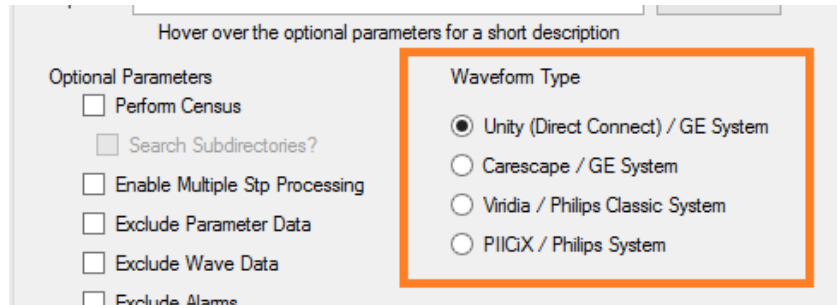 Hover over the optional parameters for a short description
Optional Parameters
Perform Census
Search Subdirectories?
Enable Multiple Stp Processing
Exclude Parameter Data
Exclude Wave Data
Exclude Alarms
Waveform Type
Unity (Direct Connect) / GE System
Carescape / GE System
Viridia / Philips Classic System
PIICiX / Philips System